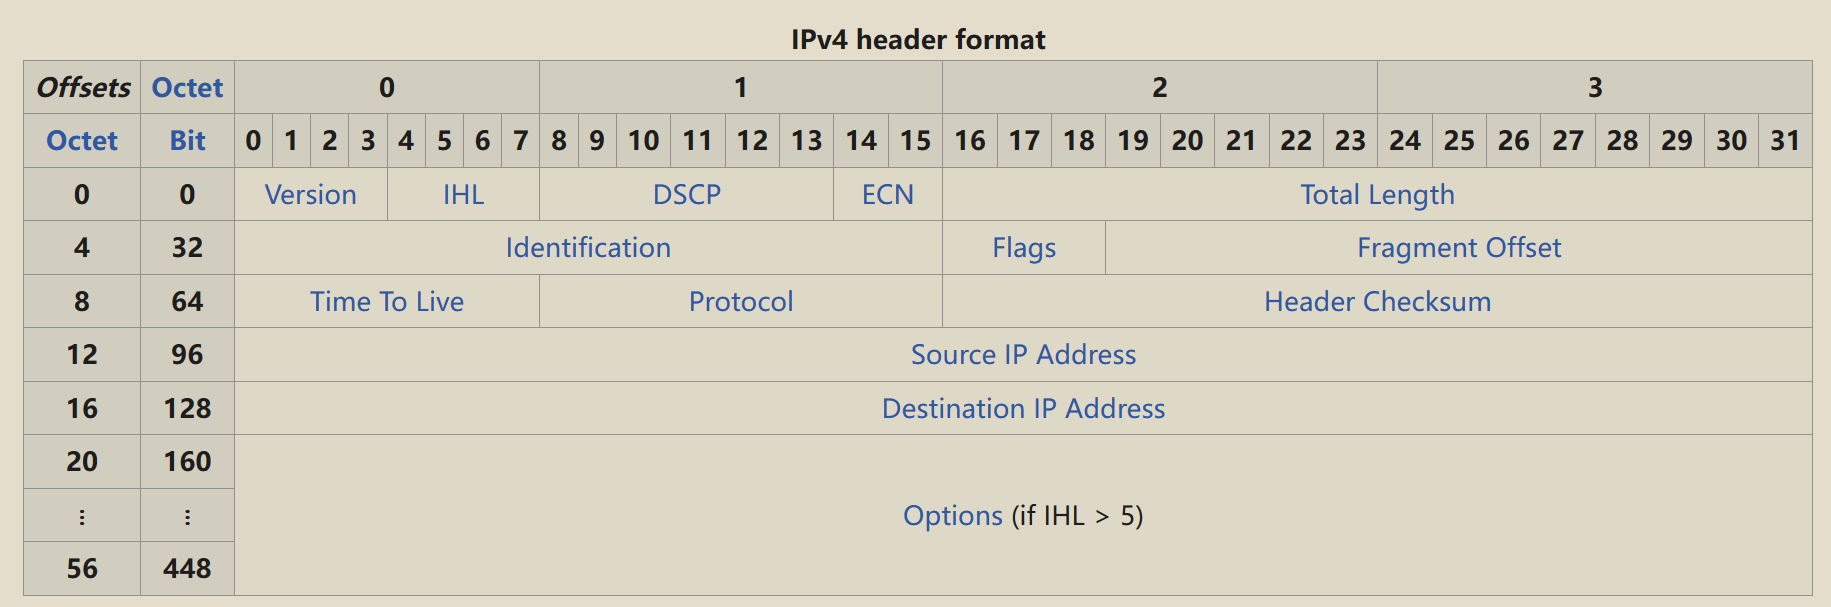 IPv4 header format
Offsets Octet 0 1 2 3
Octet Bit 0 1 2 3 4 5 6 7 8 9 10 11 12 13 14 15 16 17 18 19 20 21 22 23 24 25 26 27 28 29 30 31
0 0 Version IHL DSCP ECN Total Length
4 32 Identification Flags Fragment Offset
8 64 Time To Live Protocol Header Checksum
12 96 Source IP Address
16 128 Destination IP Address
20 160
⋮ ⋮ Options (if IHL > 5)
56 448